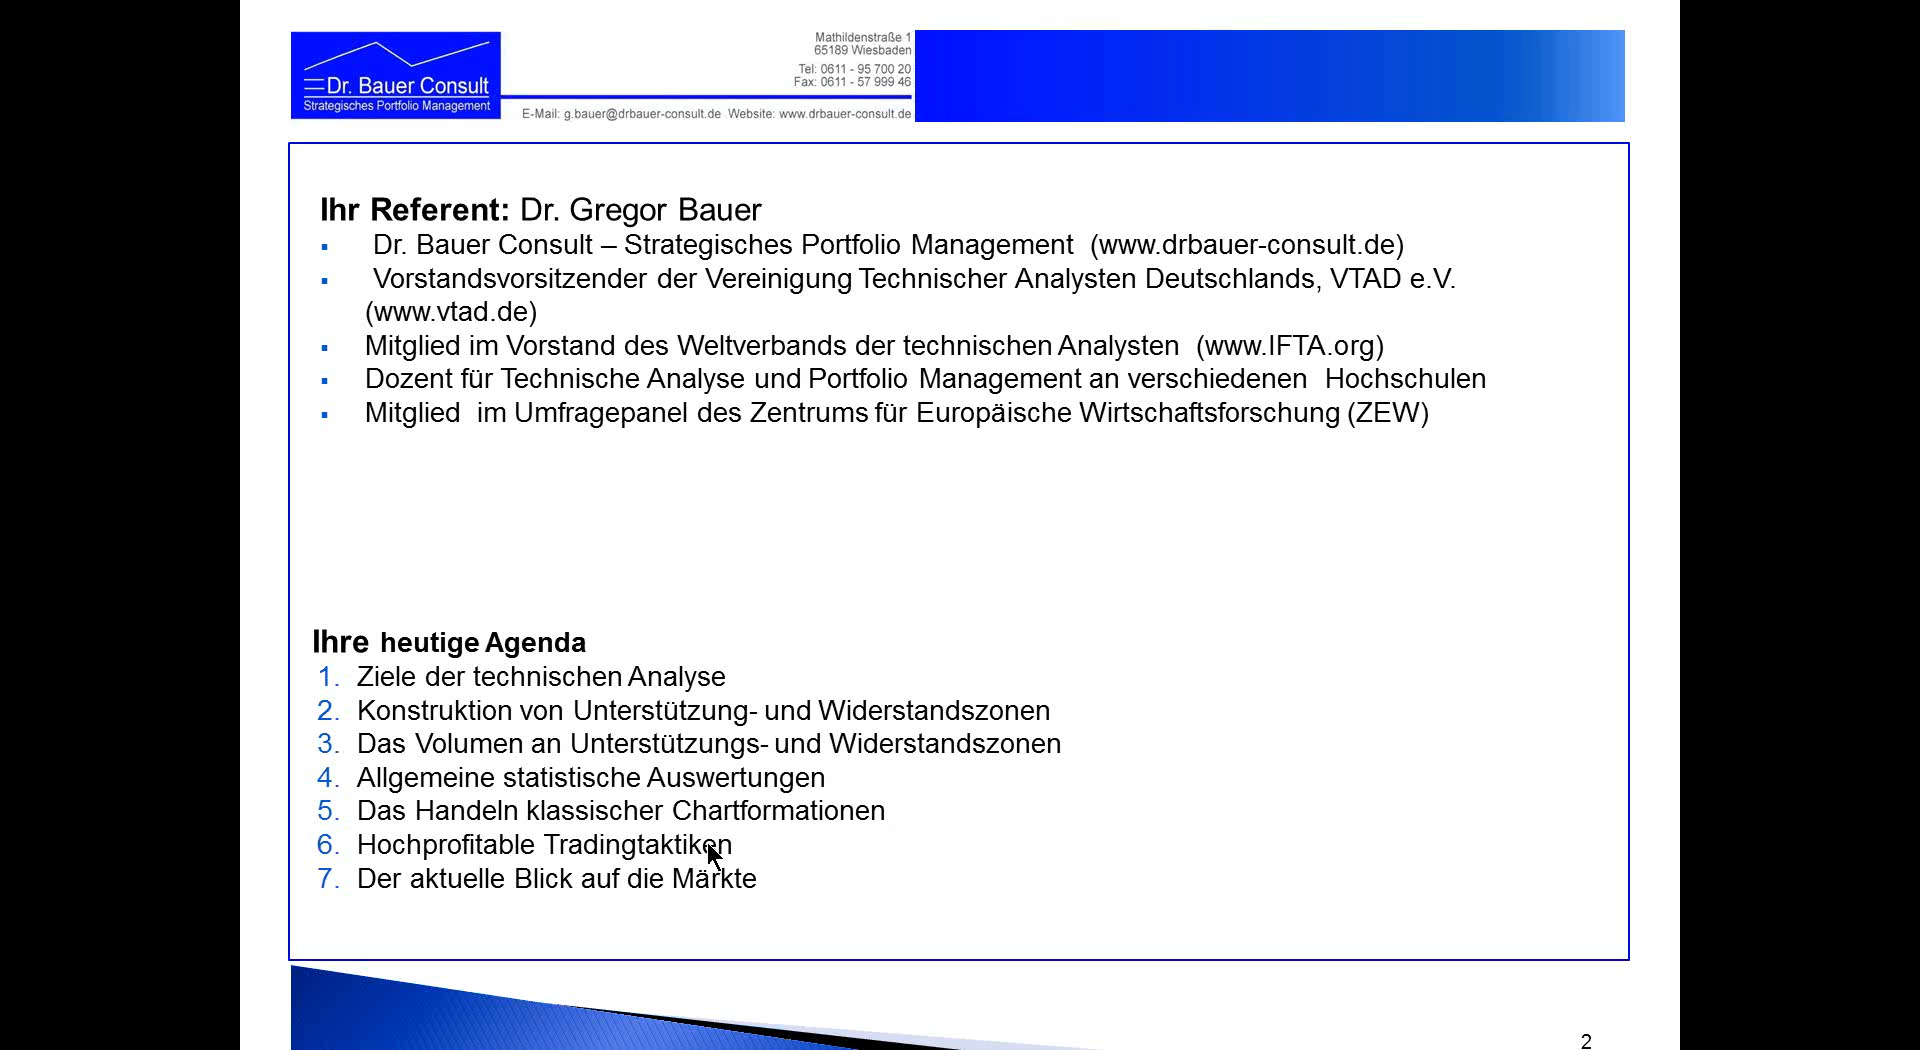 Dr. Bauer Consult
Strategisches Portfolio Management
Mathildenstraße 1
65189 Wiesbaden
Tel: 0611 - 95 700 20
Fax: 0611 - 57 999 46
E-Mail: g.bauer@drbauer-consult.de Website: www.drbauer-consult.de
Ihr Referent: Dr. Gregor Bauer
▪ Dr. Bauer Consult – Strategisches Portfolio Management (www.drbauer-consult.de)
▪ Vorstandsvorsitzender der Vereinigung Technischer Analysten Deutschlands, VTAD e.V.
(www.vtad.de)
▪ Mitglied im Vorstand des Weltverbands der technischen Analysten (www.IFTA.org)
▪ Dozent für Technische Analyse und Portfolio Management an verschiedenen Hochschulen
▪ Mitglied im Umfragepanel des Zentrums für Europäische Wirtschaftsforschung (ZEW)
Ihre heutige Agenda
1. Ziele der technischen Analyse
2. Konstruktion von Unterstützung- und Widerstandszonen
3. Das Volumen an Unterstützungs- und Widerstandszonen
4. Allgemeine statistische Auswertungen
5. Das Handeln klassischer Chartformationen
6. Hochprofitable Tradingtaktiken
7. Der aktuelle Blick auf die Märkte
2